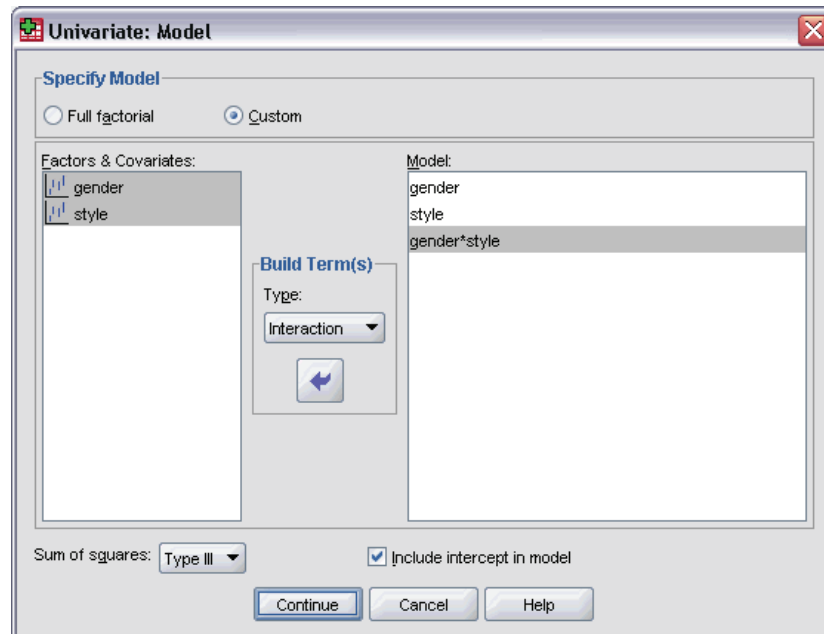 Univariate: Model
Specify Model
Full factorial
Custom
Factors & Covariates:
gender
style
Build Term(s)
Type:
Interaction
Model:
gender
style
gender*style
Sum of squares:
Type III
Include intercept in model
Continue
Cancel
Help